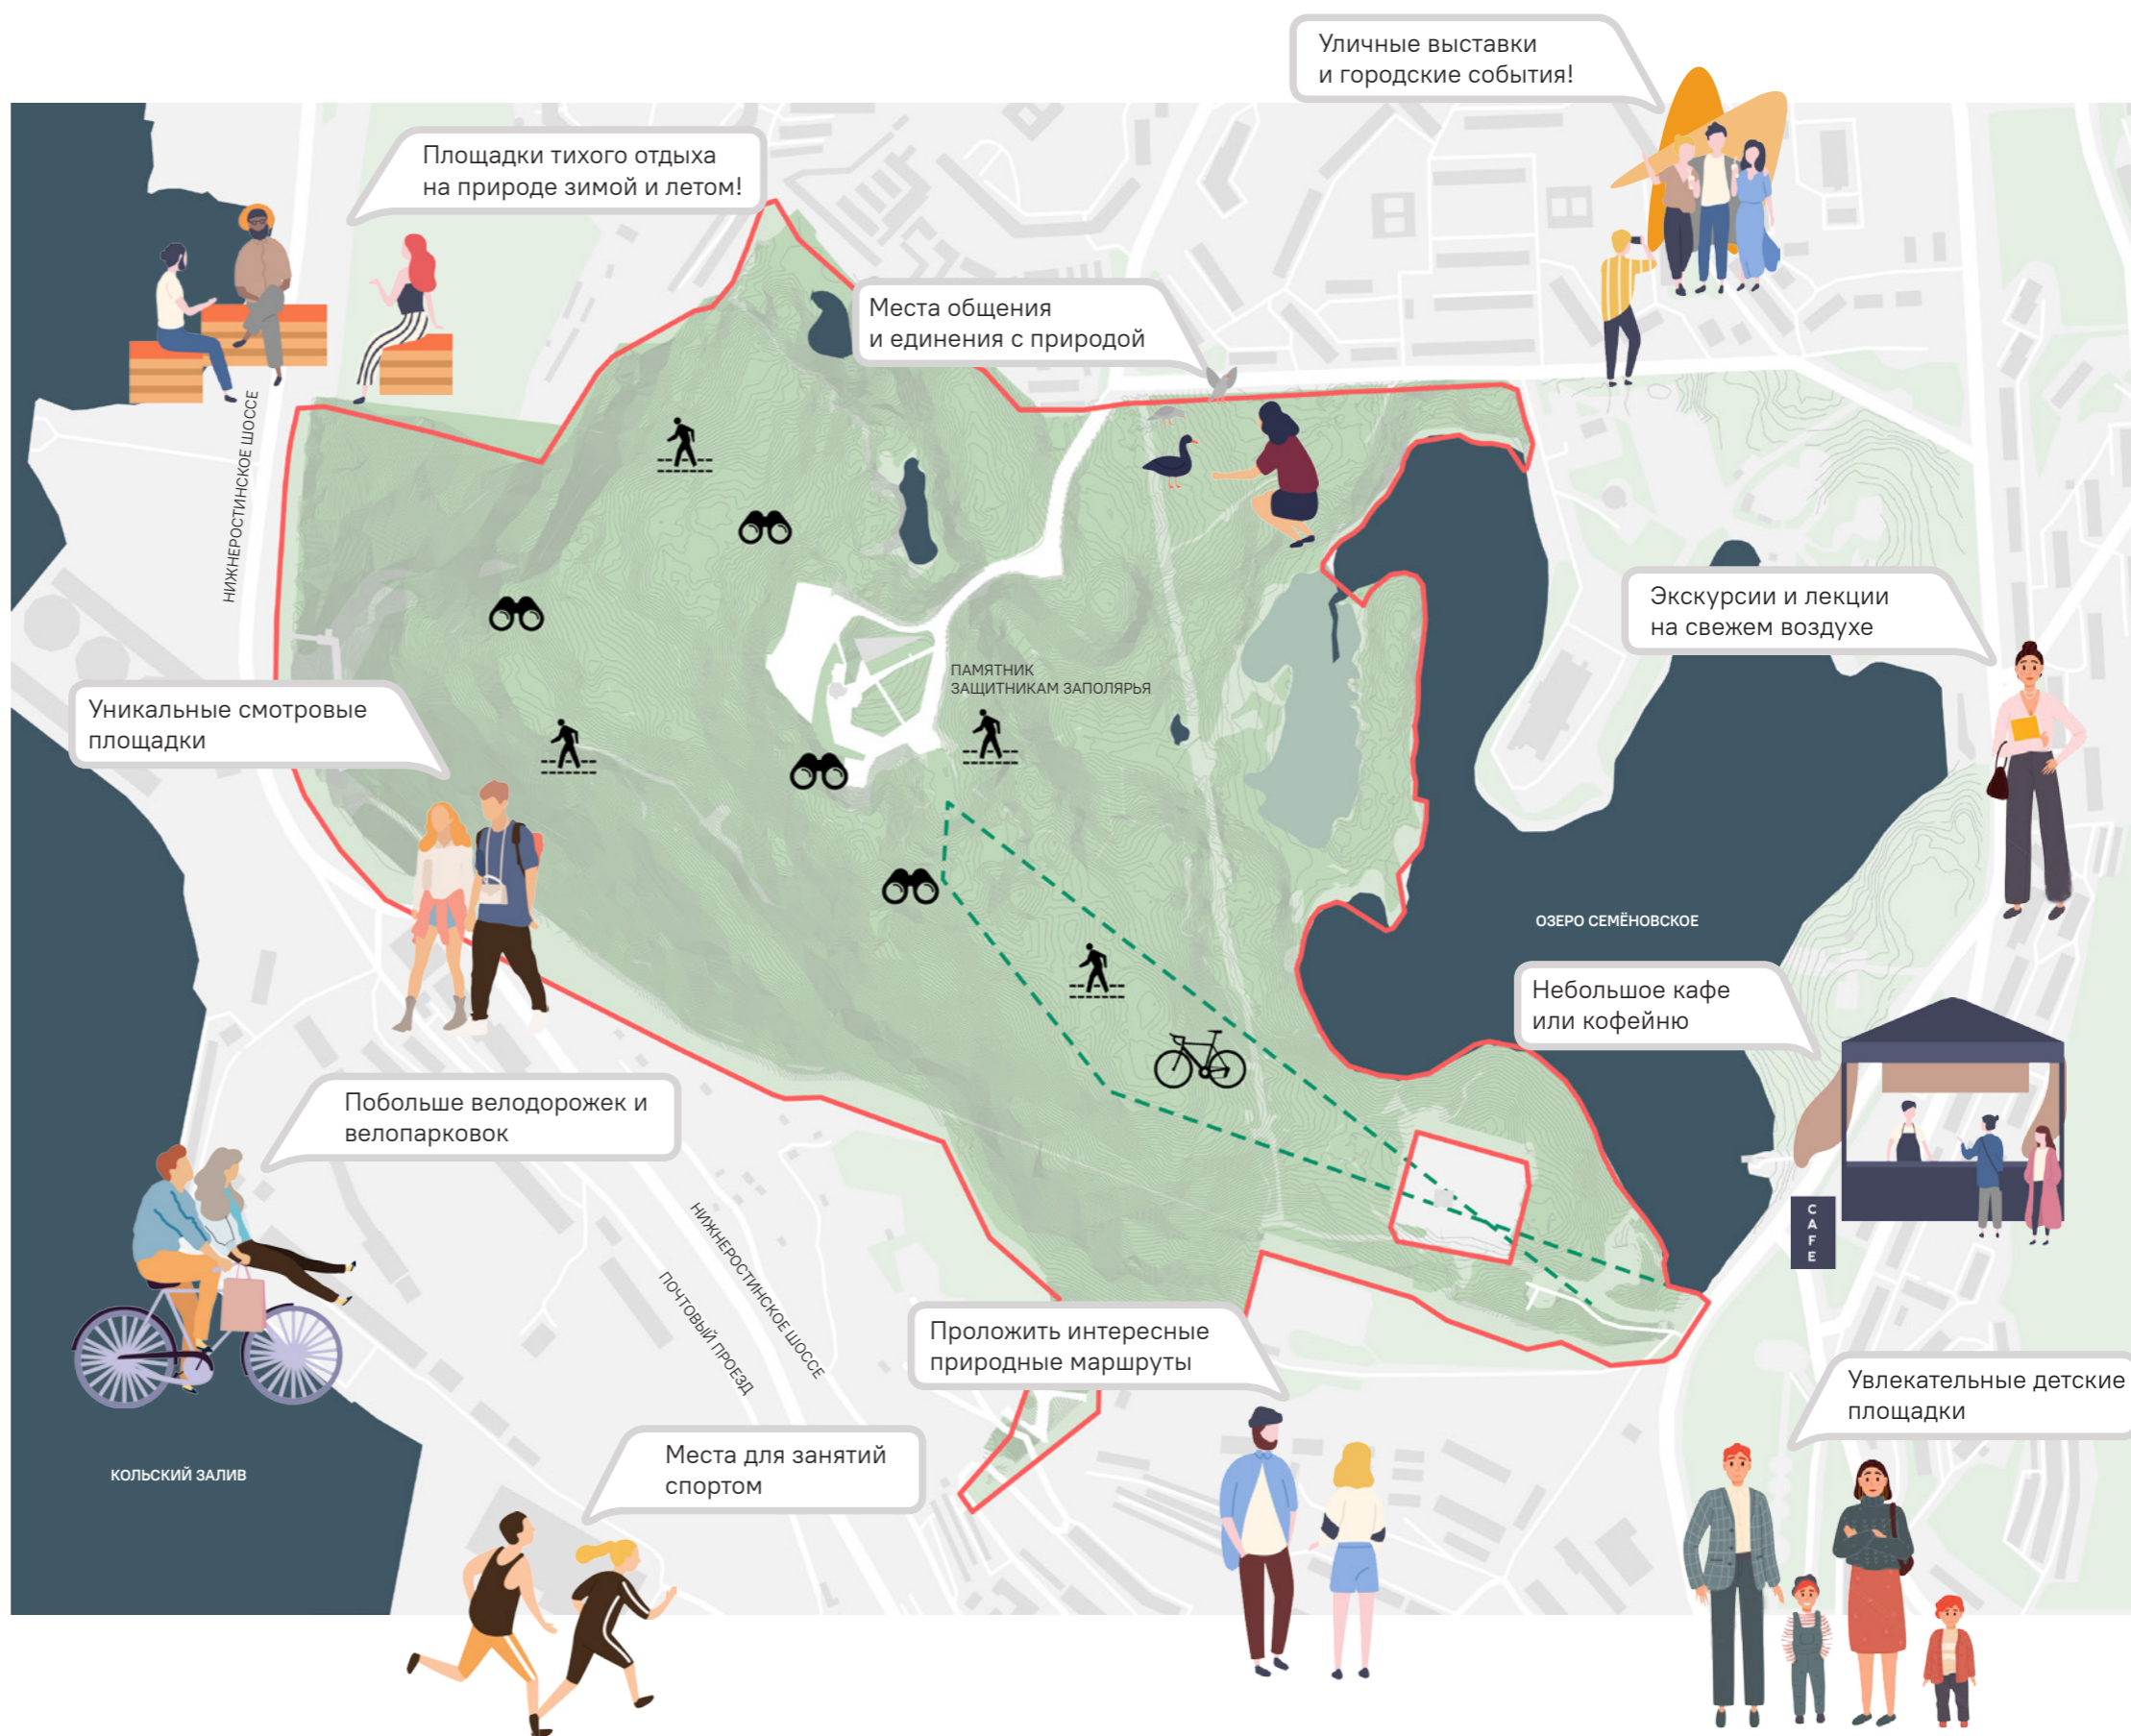 Уличные выставки
и городские события!
Площадки тихого отдыха
на природе зимой и летом!
Места общения
и единения с природой
НИЖНЕРОСТИНСКОЕ ШОССЕ
Экскурсии и лекции
на свежем воздухе
ПАМЯТНИК
ЗАЩИТНИКАМ ЗАПОЛЯРЬЯ
Уникальные смотровые
площадки
ОЗЕРО СЕМЁНОВСКОЕ
Небольшое кафе
или кофейню
Побольше велодорожек и
велопарковок
CAFE
НИЖНЕРОСТИНСКОЕ ШОССЕ
ПОЧТОВЫЙ ПРОЕЗД
Проложить интересные
природные маршруты
Увлекательные детские
площадки
Места для занятий
спортом
КОЛЬСКИЙ ЗАЛИВ